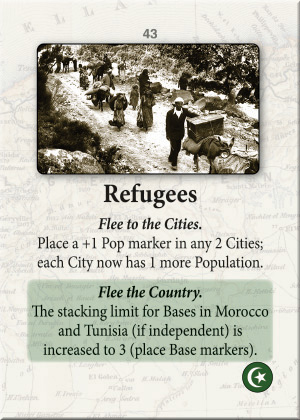 43
Refugees
Flee to the Cities.
Place a +1 Pop marker in any 2 Cities;
each City now has 1 more Population.
Flee the Country.
The stacking limit for Bases in Morocco
and Tunisia (if independent) is
increased to 3 (place Base markers).